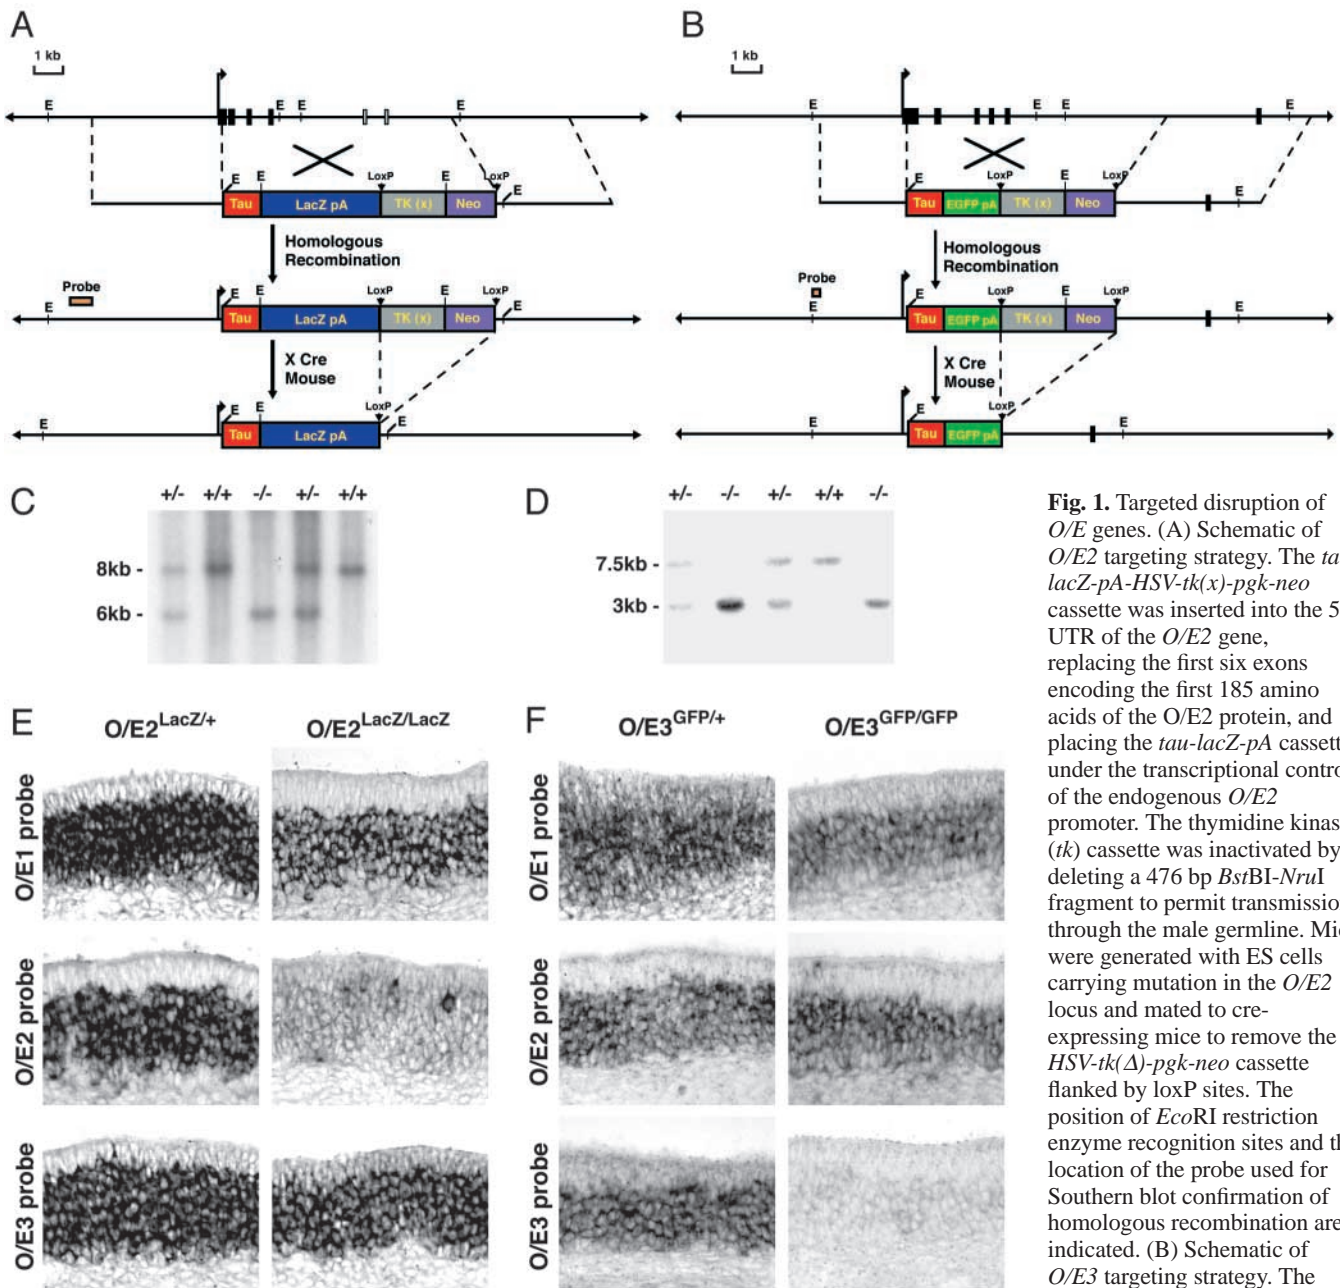 A
B
1 kb
1 kb
E E E E
E E E E
E E LoxP E LoxP E
Tau LacZ pA TK (x) Neo
E LoxP E LoxP E
Tau EGFP pA TK (x) Neo
Homologous
Recombination
Homologous
Recombination
Probe
E E E LoxP E LoxP E
Tau LacZ pA TK (x) Neo
Probe
E E LoxP E LoxP E
Tau EGFP pA TK (x) Neo
X Cre
Mouse
X Cre
Mouse
E E E LoxP E
Tau LacZ pA
E E LoxP E
Tau EGFP pA
C
+/- +/+ -/- +/- +/+
8kb -
6kb -
D
+/- -/- +/- +/+ -/-
7.5kb -
3kb -
E
O/E2LacZ/+ O/E2LacZ/LacZ
O/E1 probe
O/E2 probe
O/E3 probe
F
O/E3GFP/+ O/E3GFP/GFP
O/E1 probe
O/E2 probe
O/E3 probe
Fig. 1. Targeted disruption of
O/E genes. (A) Schematic of
O/E2 targeting strategy. The
lacZ-pA-HSV-tk(x)-pgk-neo
cassette was inserted into the 5
UTR of the O/E2 gene,
replacing the first six exons
encoding the first 185 amino
acids of the O/E2 protein, and
placing the tau-lacZ-pA cassett
under the transcriptional contro
of the endogenous O/E2
promoter. The thymidine kinas
(tk) cassette was inactivated by
deleting a 476 bp BstBI-NruI
fragment to permit transmissio
through the male germline. Mi
were generated with ES cells
carrying mutation in the O/E2
locus and mated to cre-
expressing mice to remove the
HSV-tk(Δ)-pgk-neo cassette
flanked by loxP sites. The
position of EcoRI restriction
enzyme recognition sites and th
location of the probe used for
Southern blot confirmation of
homologous recombination are
indicated. (B) Schematic of
O/E3 targeting strategy. The